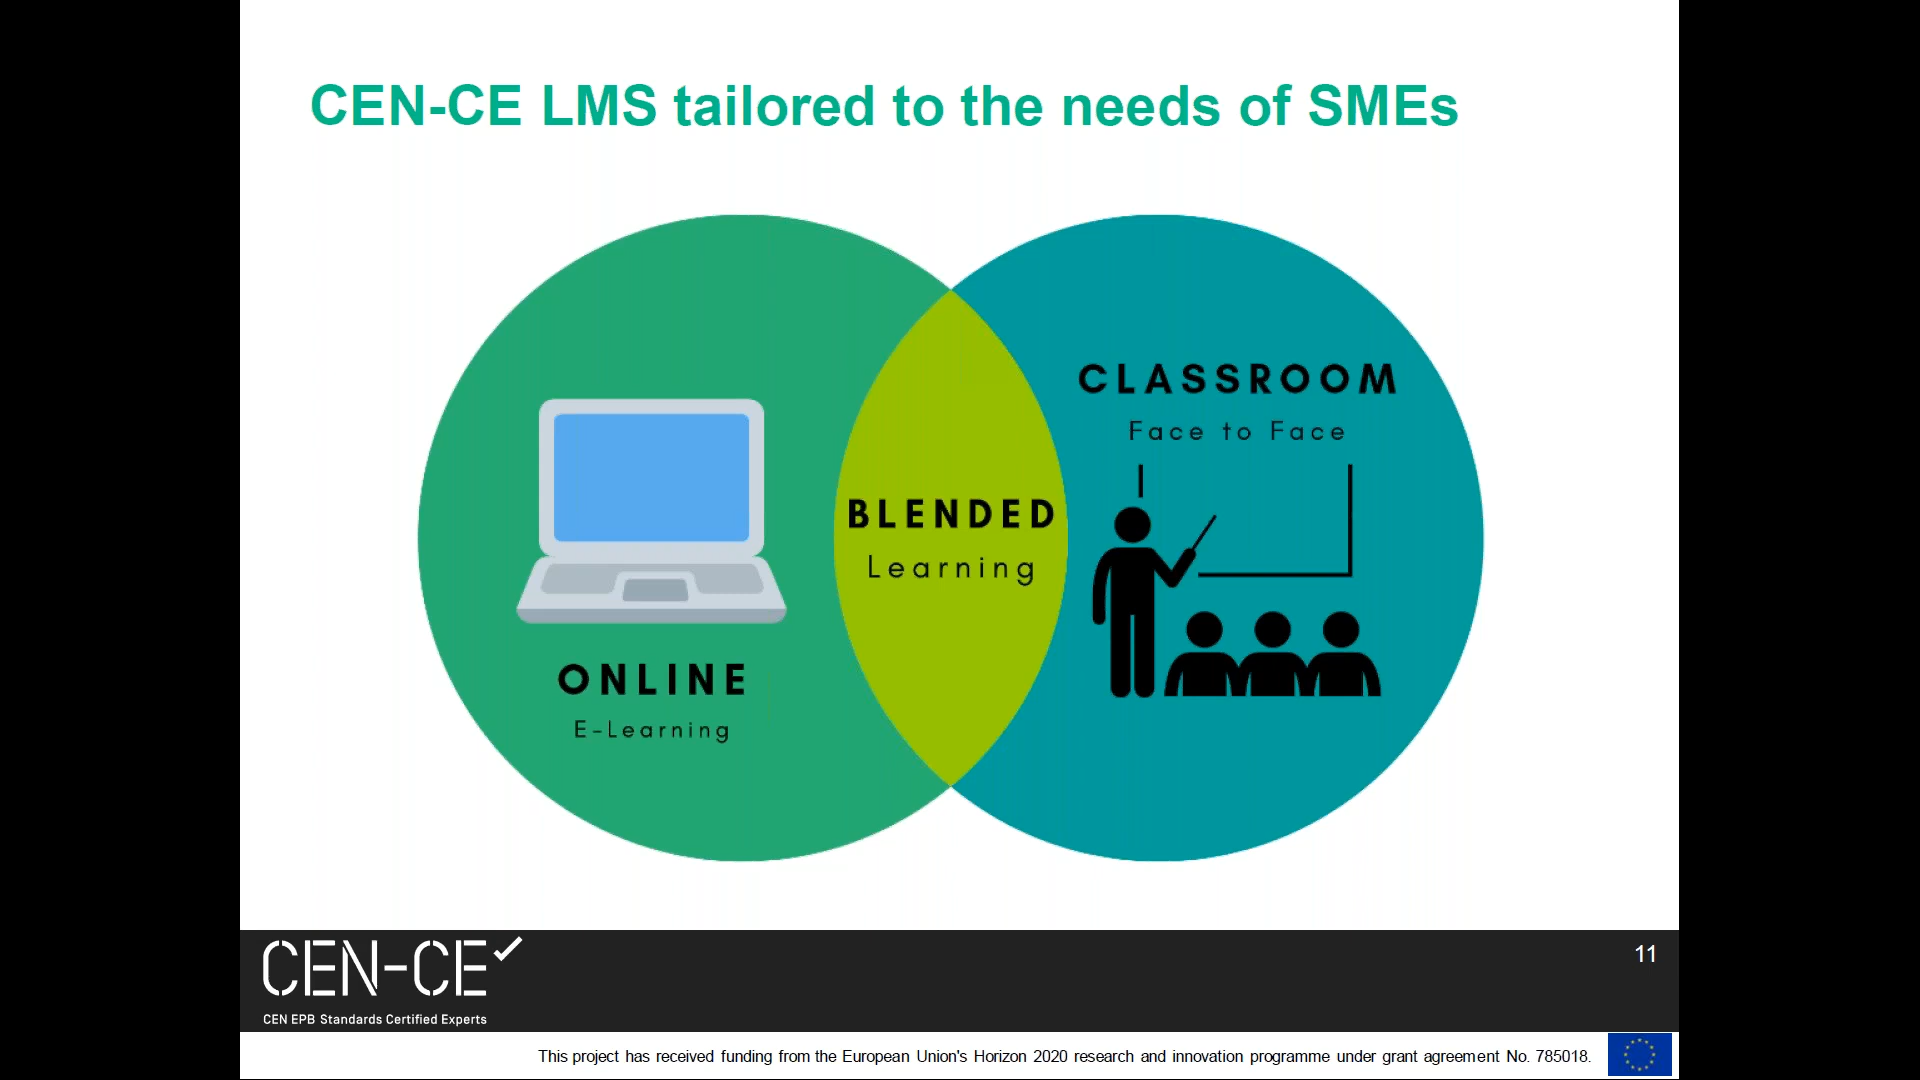 CEN-CE LMS tailored to the needs of SMEs
CLASSROOM
Face to Face
BLENDED
Learning
ONLINE
E-Learning
CEN-CE
CEN EPB Standards Certified Experts
11
This project has received funding from the European Union's Horizon 2020 research and innovation programme under grant agreement No. 785018.